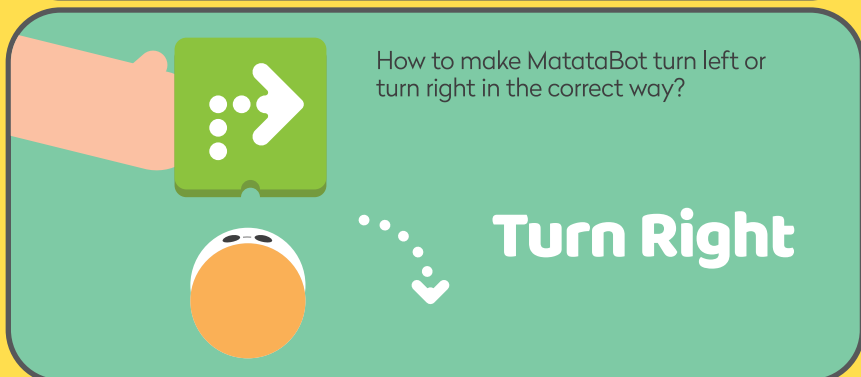 How to make MatataBot turn left or
turn right in the correct way?
Turn Right